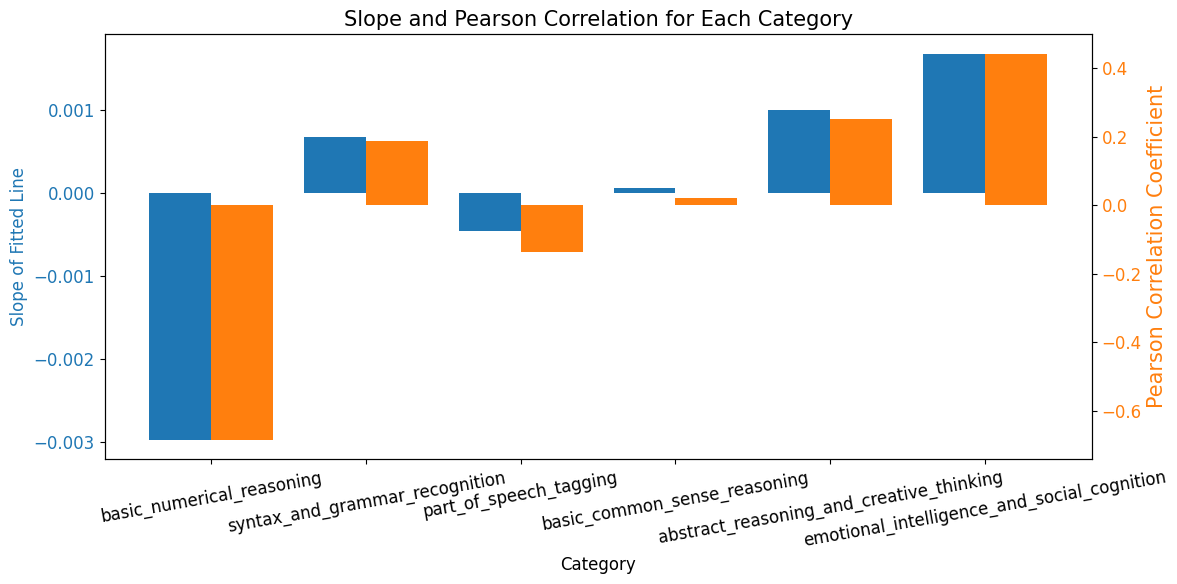 Slope and Pearson Correlation for Each Category
Slope of Fitted Line
0.001
0.000
−0.001
−0.002
−0.003
0.4
0.2
0.0
−0.2
−0.4
−0.6
Pearson Correlation Coefficient
basic_numerical_reasoning
syntax_and_grammar_recognition
part_of_speech_tagging
basic_common_sense_reasoning
abstract_reasoning_and_creative_thinking
emotional_intelligence_and_social_cognition
Category